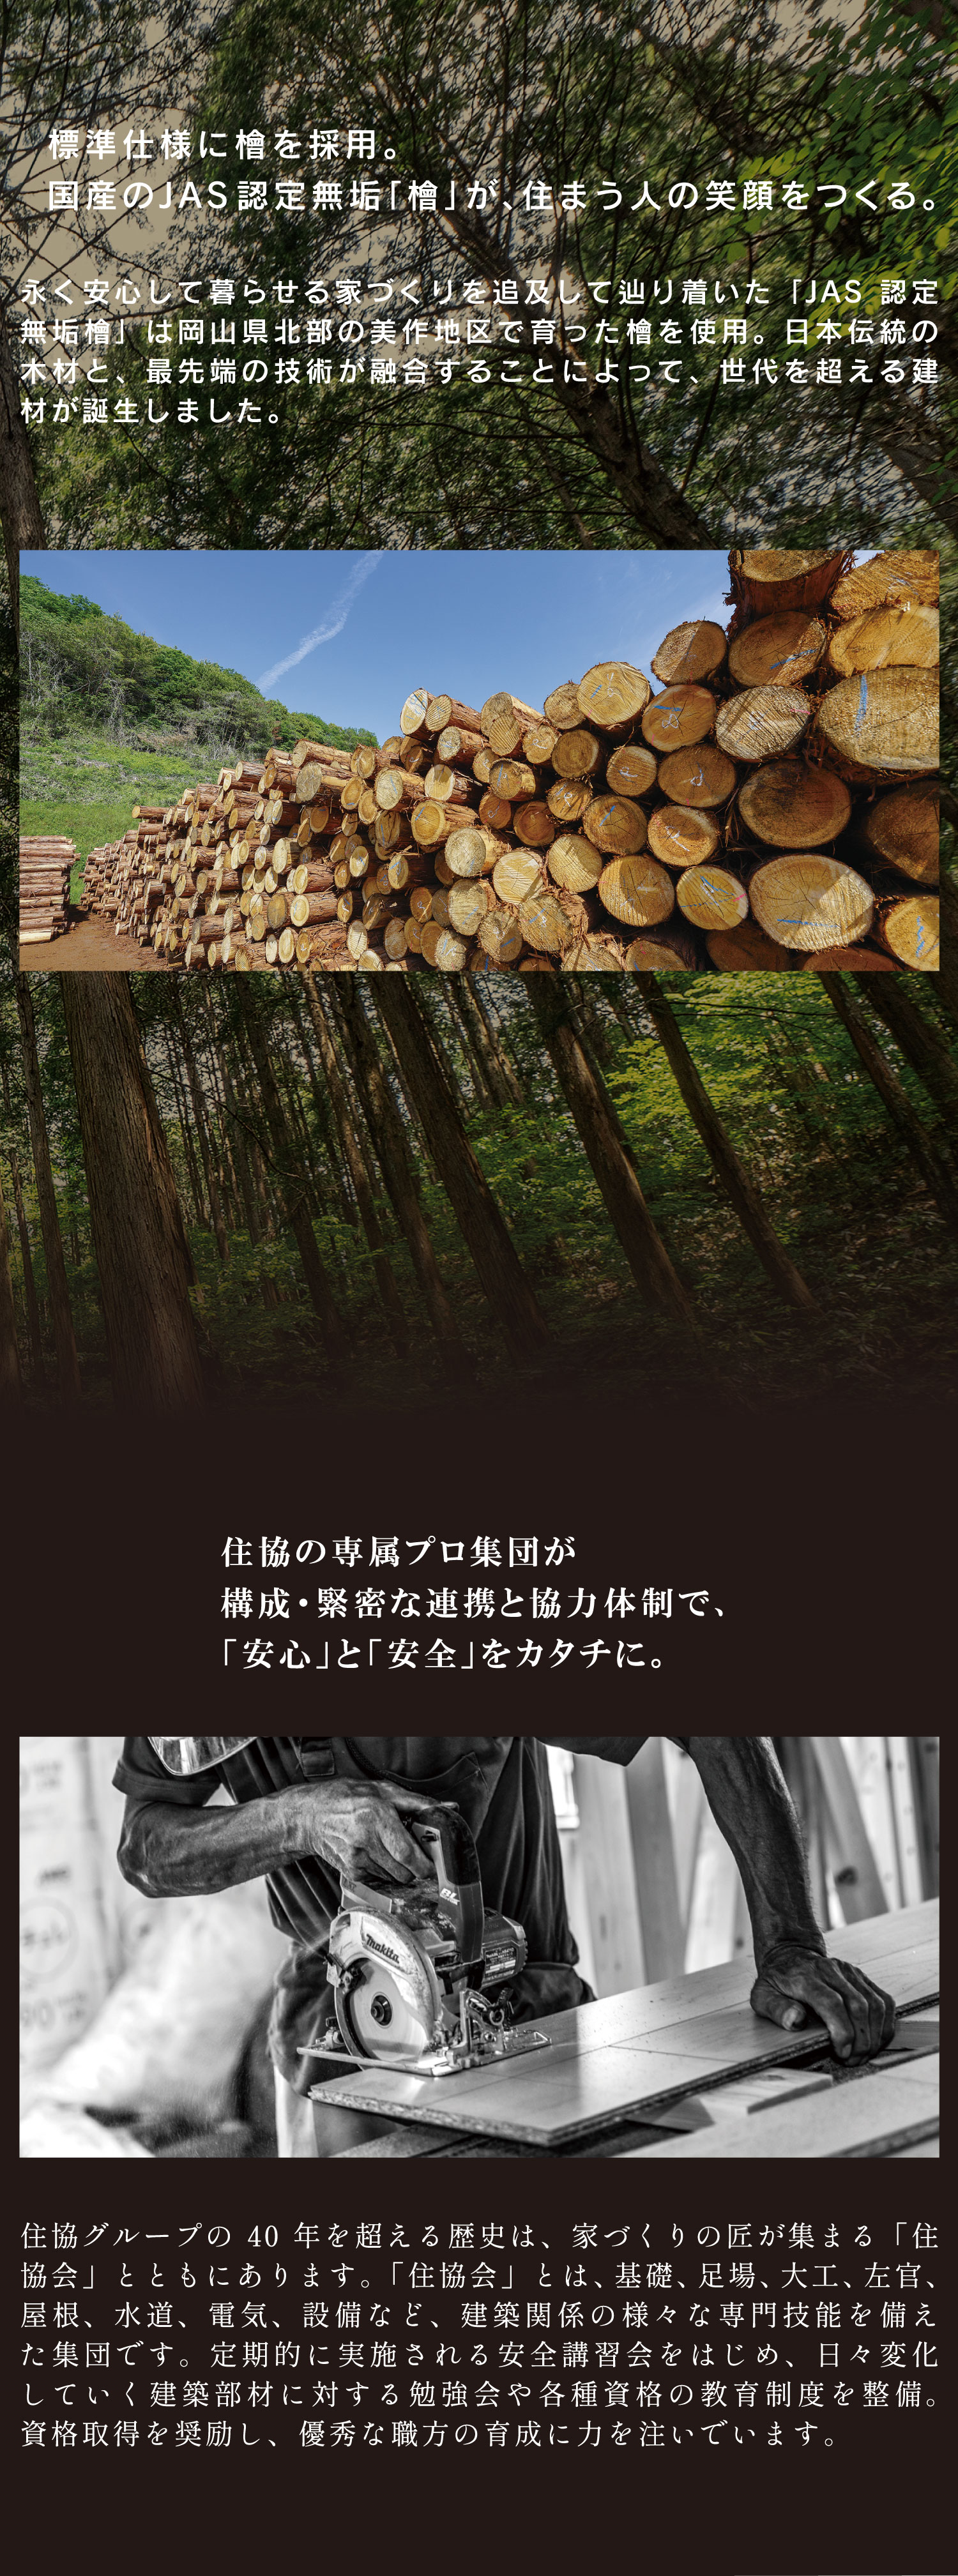 標準仕様に檜を採用。
国産のJAS認定無垢「檜」が、住まう人の笑顔をつくる。
永く安心して暮らせる家づくりを追及して辿り着いた「JAS 認定
無垢檜」は岡山県北部の美作地区で育った檜を使用。日本伝統の
木材と、最先端の技術が融合することによって、世代を超える建
材が誕生しました。
住協の専属プロ集団が
構成・緊密な連携と協力体制で、
「安心」と「安全」をカタチに。
makita
住協グループの 40 年を超える歴史は、家づくりの匠が集まる「住
協会」とともにあります。「住協会」とは、基礎、足場、大工、左官、
屋根、水道、電気、設備など、建築関係の様々な専門技能を備え
た集団です。定期的に実施される安全講習会をはじめ、日々変化
していく建築部材に対する勉強会や各種資格の教育制度を整備。
資格取得を奨励し、優秀な職方の育成に力を注いでいます。